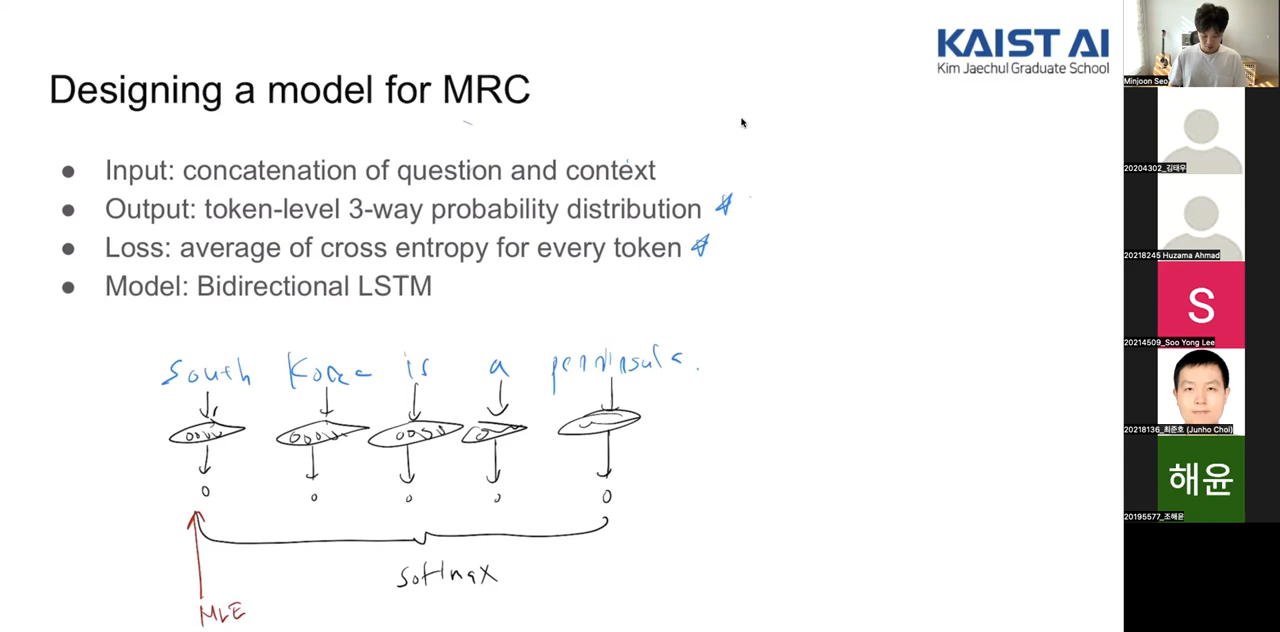 KAIST AI
Kim Jaechul Graduate School
Designing a model for MRC
Input: concatenation of question and context
Output: token-level 3-way probability distribution
Loss: average of cross entropy for every token
Model: Bidirectional LSTM
South Korea is a penninsula.
softmax
MLE
Minjoon Seo
20204302_김태우
20218245 Huzama Ahmad
S
20214509_Soo Yong Lee
20218136_최준호 (Junho Choi)
해윤
20195577_조해윤